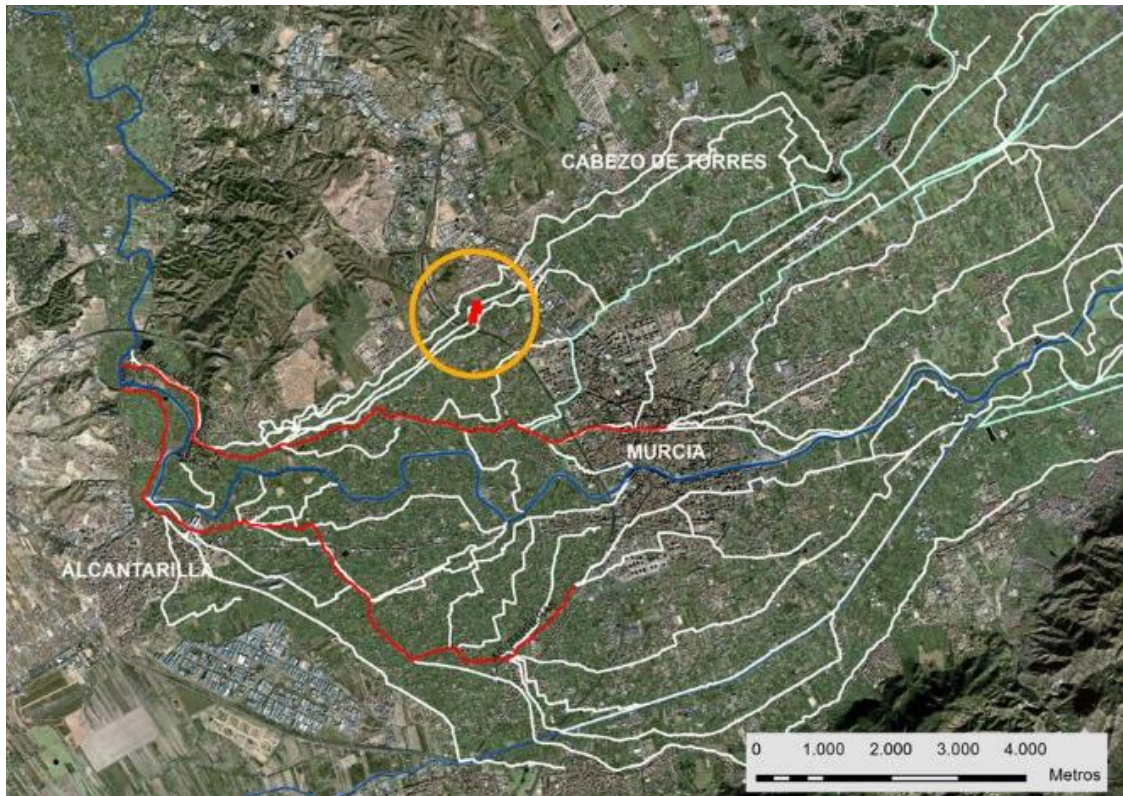 CABEZO DE TORRES
MURCIA
ALCANTARILLA
0 1.000 2.000 3.000 4.000
Metros